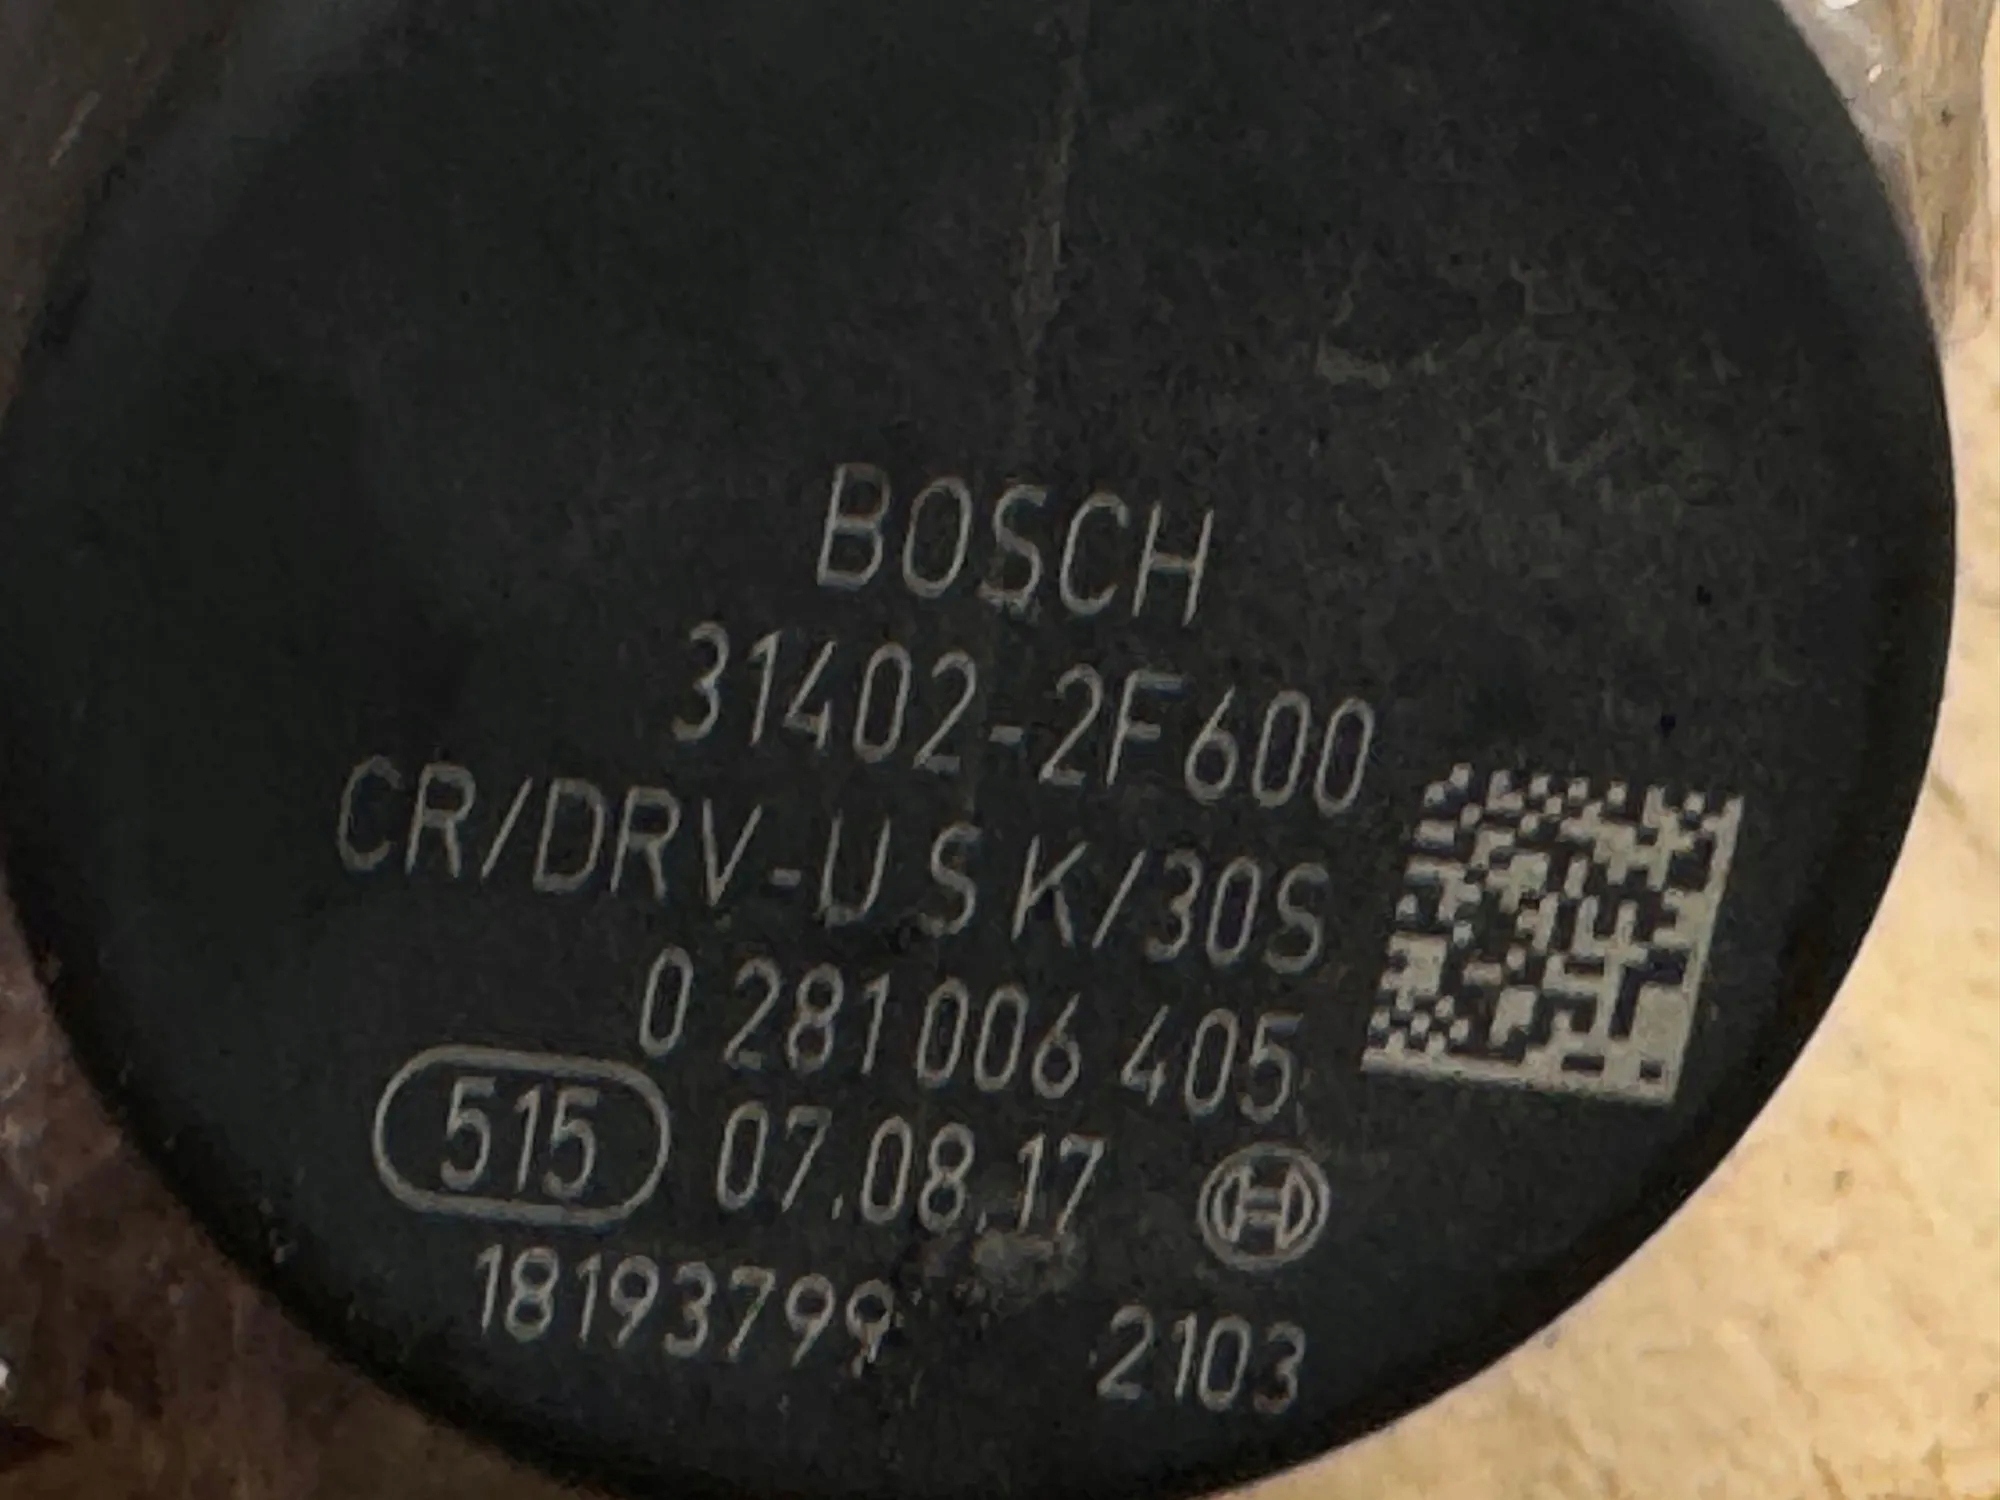 BOSCH
31402-2F600
CR/DRV-U S K/30S
0 281 006 405
515 07.08.17
18193799 2103